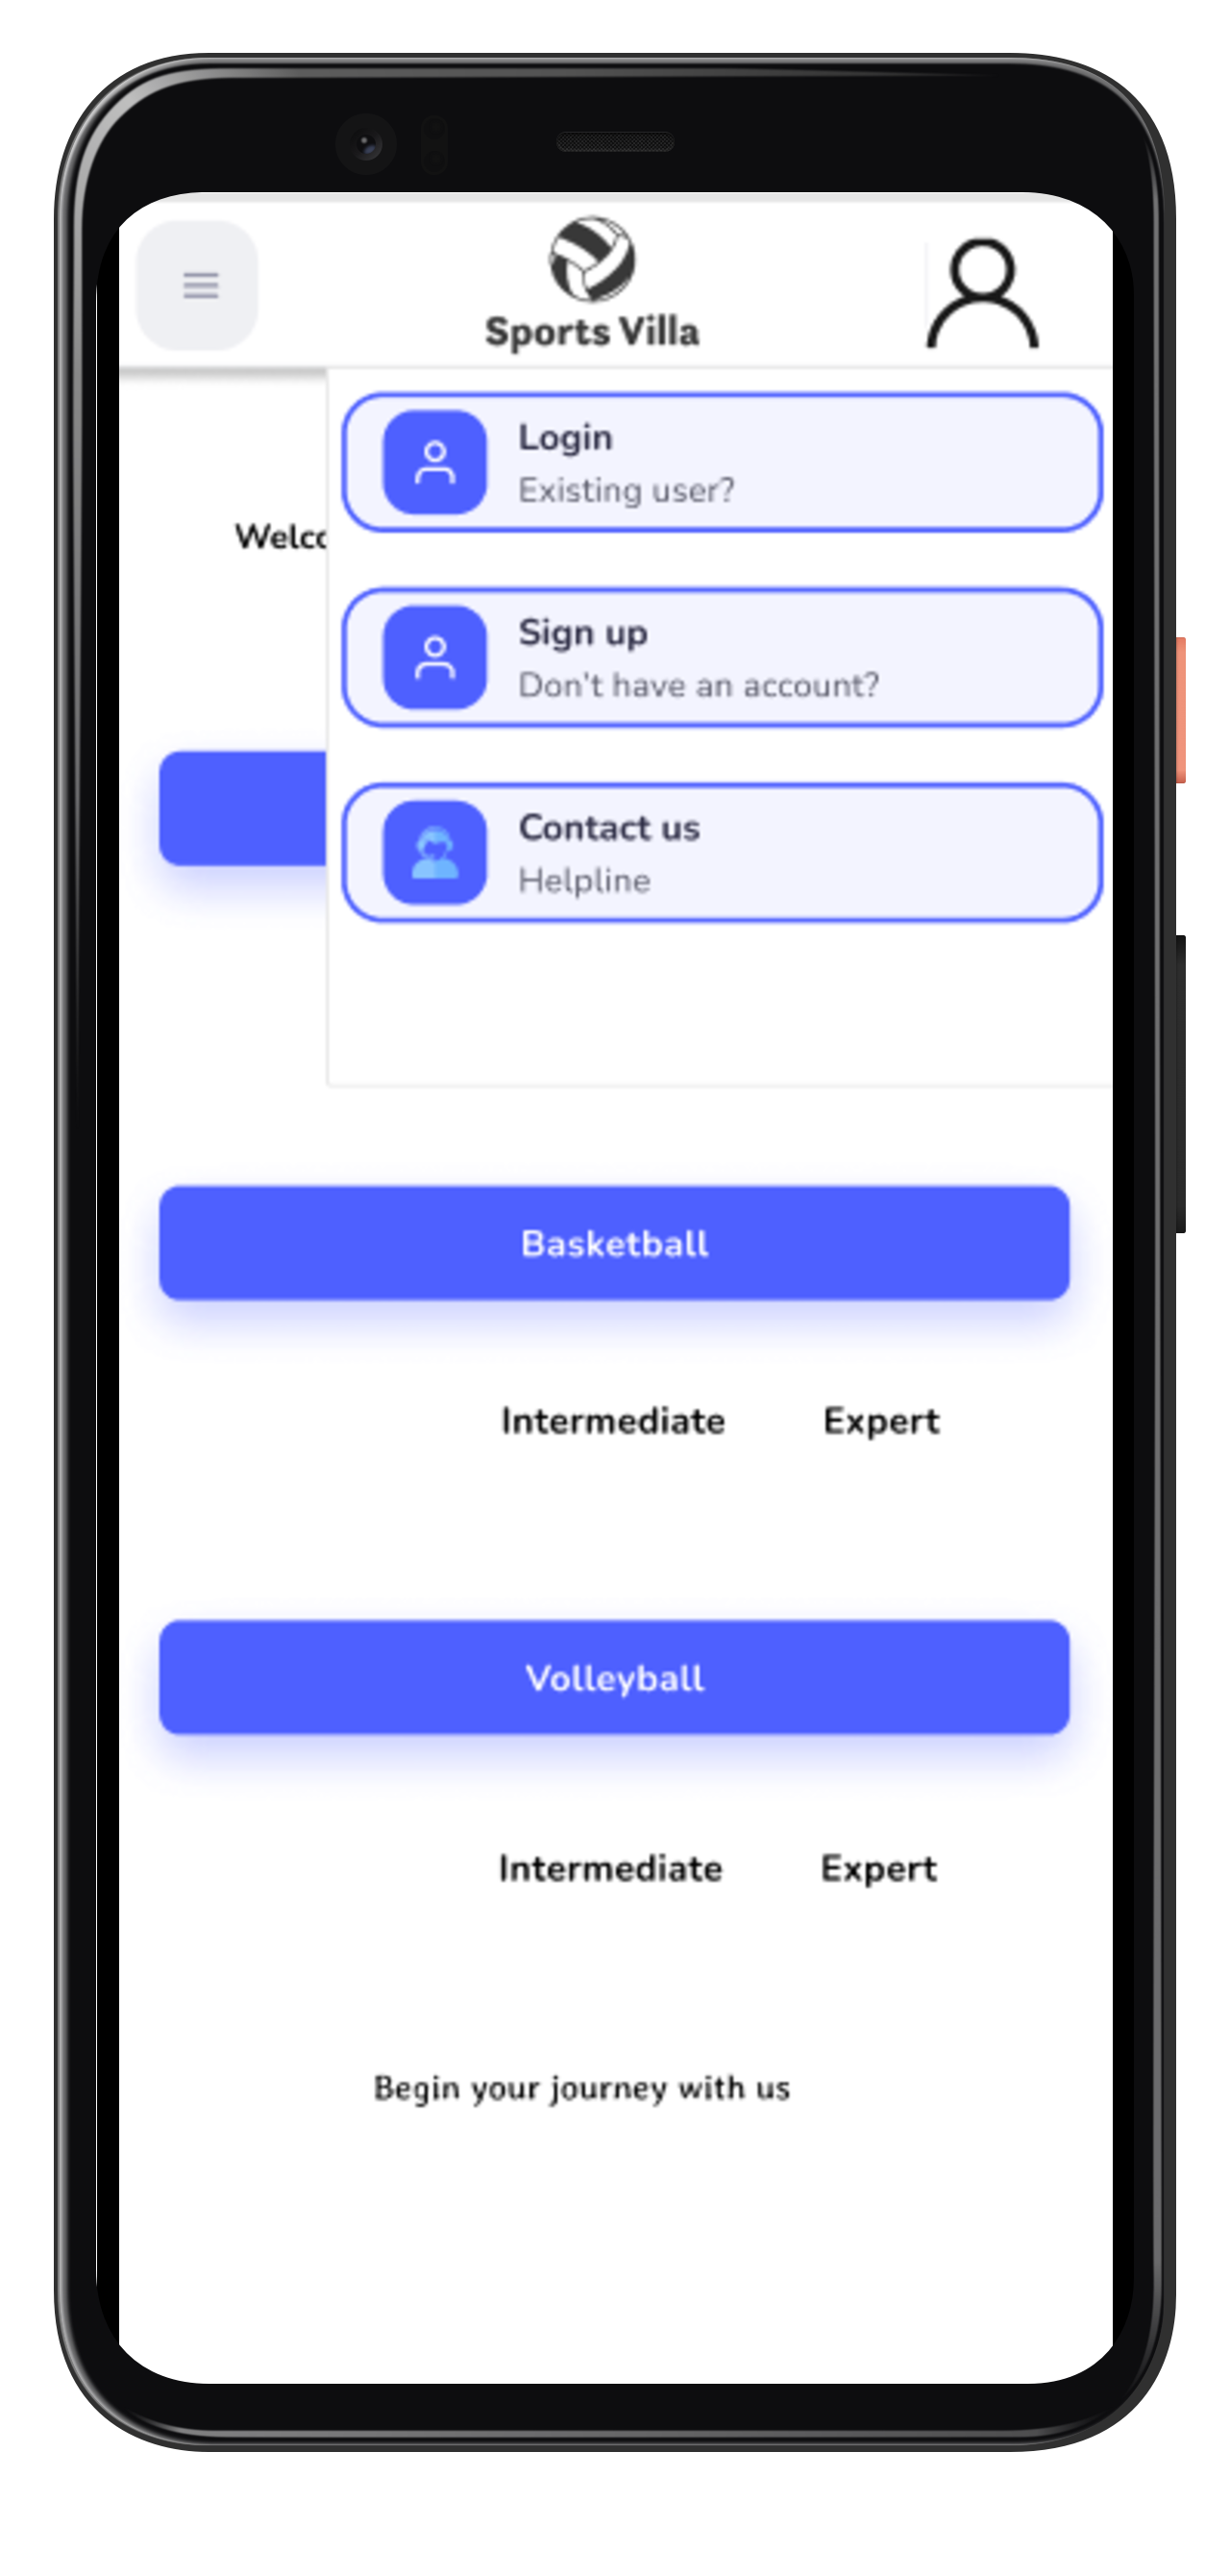 Sports Villa
Login
Existing user?
Welco
Sign up
Don't have an account?
Contact us
Helpline
Basketball
Intermediate Expert
Volleyball
Intermediate Expert
Begin your journey with us